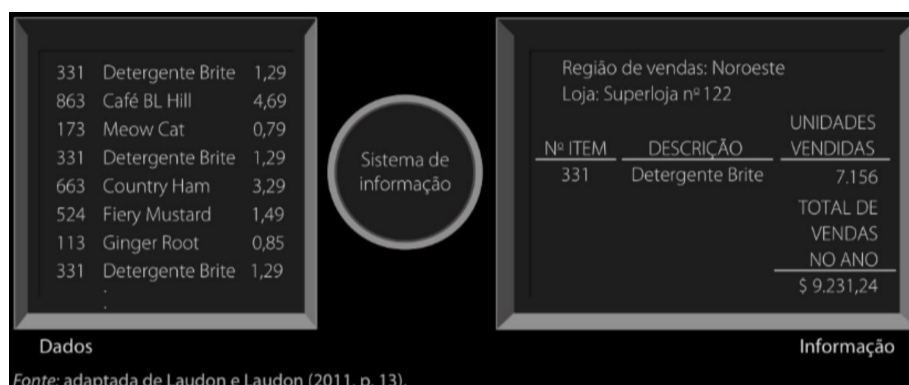 331 Detergente Brite 1,29
863 Café BL Hill 4,69
173 Meow Cat 0,79
331 Detergente Brite 1,29
663 Country Ham 3,29
524 Fiery Mustard 1,49
113 Ginger Root 0,85
331 Detergente Brite 1,29
:
Dados
Sistema de
informação
Região de vendas: Noroeste
Loja: Superloja nº 122
UNIDADES
Nº ITEM DESCRIÇÃO VENDIDAS
331 Detergente Brite 7.156
TOTAL DE
VENDAS
NO ANO
$ 9.231,24
Informação
Fonte: adaptada de Laudon e Laudon (2011, p. 13).